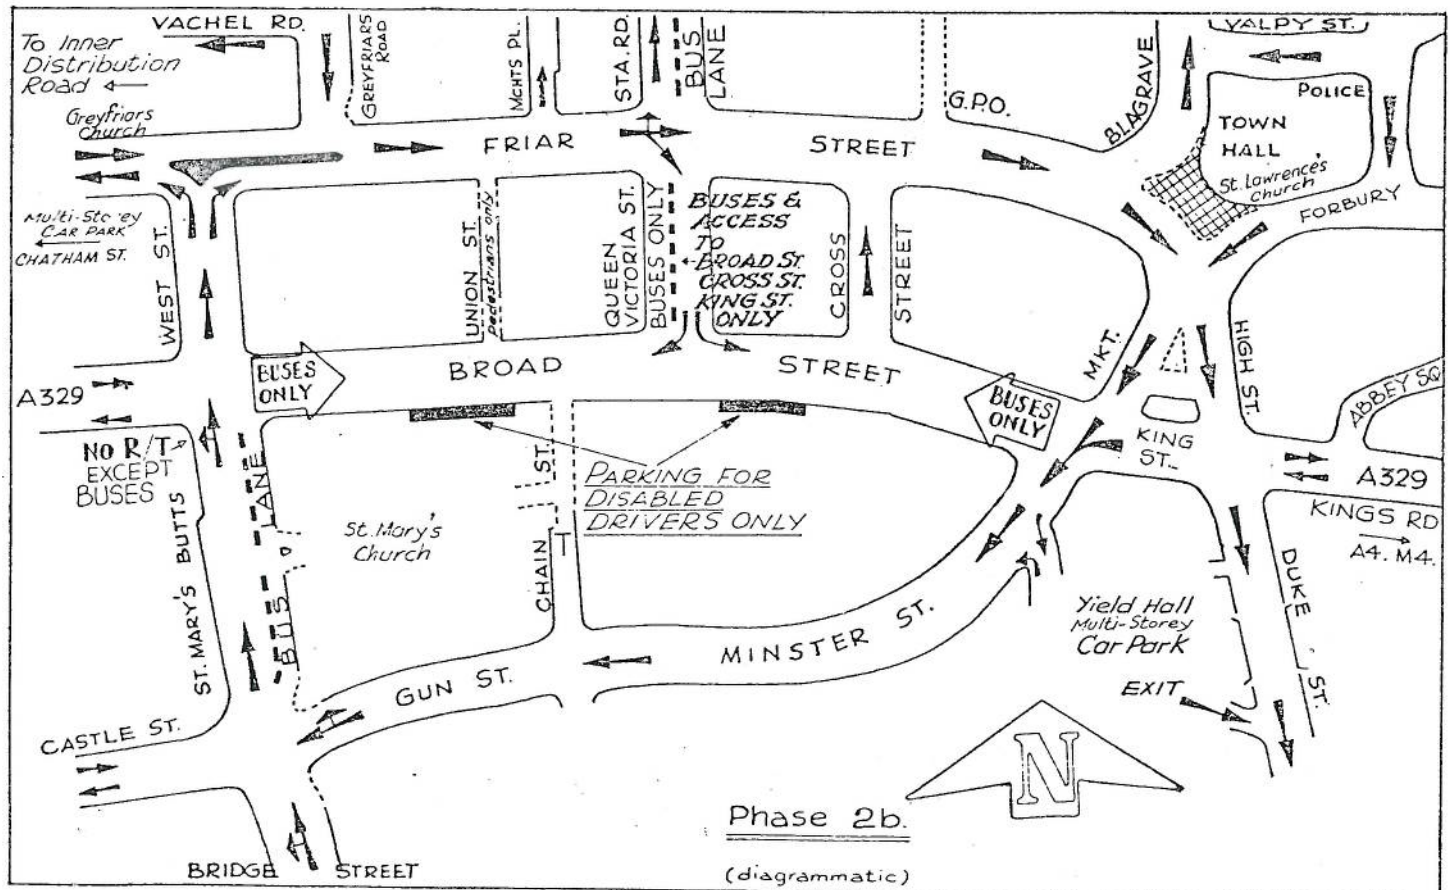 VACHEL RD.
To Inner
Distribution
Road
GREYFRIARS
ROAD
MCHTS PL.
STA. RD.
BUS
LANE
BLAGRAVE
VALPY ST.
POLICE
G.P.O.
Greyfriars
Church
FRIAR
STREET
TOWN
HALL
St. Lawrence's
Church
FORBURY
Multi-Storey
CAR PARK
CHATHAM ST.
WEST ST.
UNION ST.
Pedestrians only
QUEEN
VICTORIA ST.
BUSES ONLY
BUSES &
ACCESS
TO
BROAD ST.
CROSS ST.
KING ST.
ONLY
CROSS
STREET
MKT.
HIGH ST.
ABBEY SQ
A329
BUSES
ONLY
BROAD
STREET
BUSES
ONLY
KING
ST.
A329
KINGS RD
A4. M4.
NO R/T
EXCEPT
BUSES
ST. MARY'S BUTTS
BUS LANE
St. Mary's
Church
CHAIN ST.
PARKING FOR
DISABLED
DRIVERS ONLY
Yield Hall
Multi-Storey
Car Park
EXIT
DUKE ST.
MINSTER ST.
GUN ST.
CASTLE ST.
BRIDGE STREET
N
Phase 2b.
(diagrammatic)